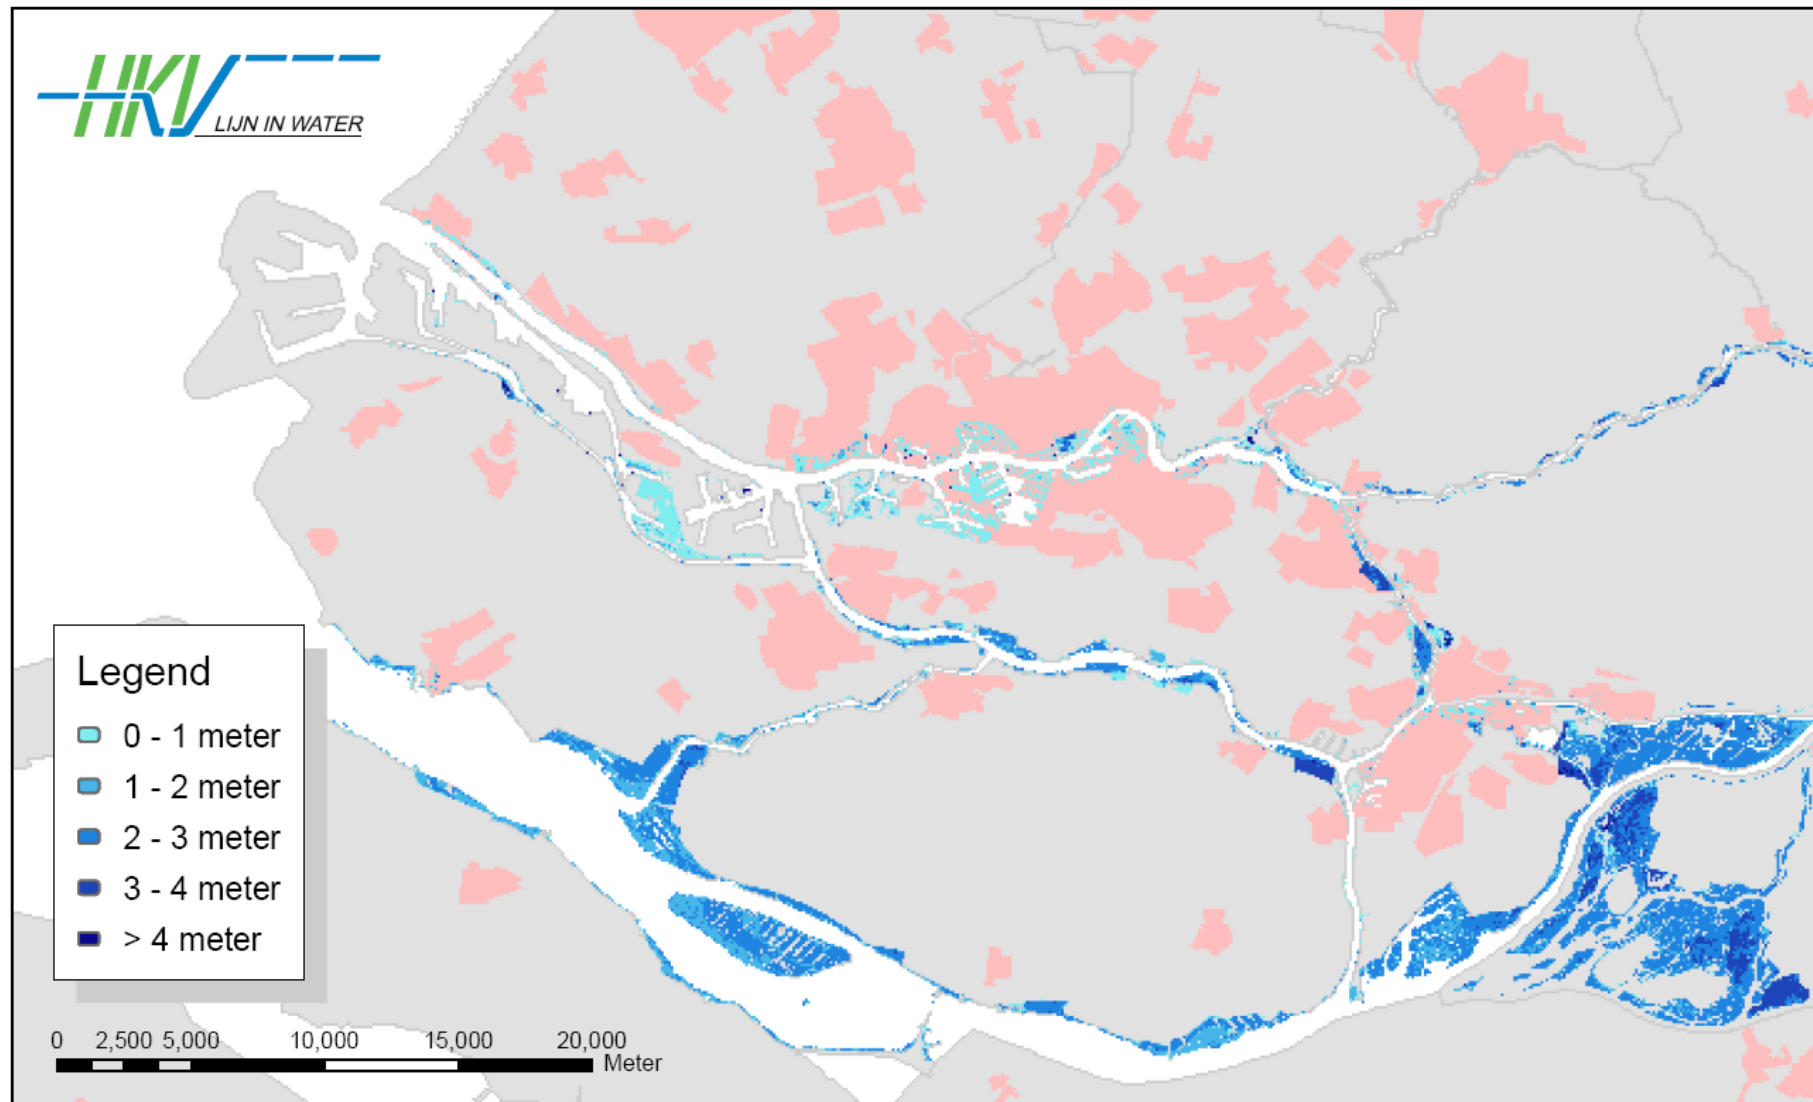 HKV
LIJN IN WATER
Legend
0 - 1 meter
1 - 2 meter
2 - 3 meter
3 - 4 meter
> 4 meter
0 2,500 5,000 10,000 15,000 20,000
Meter